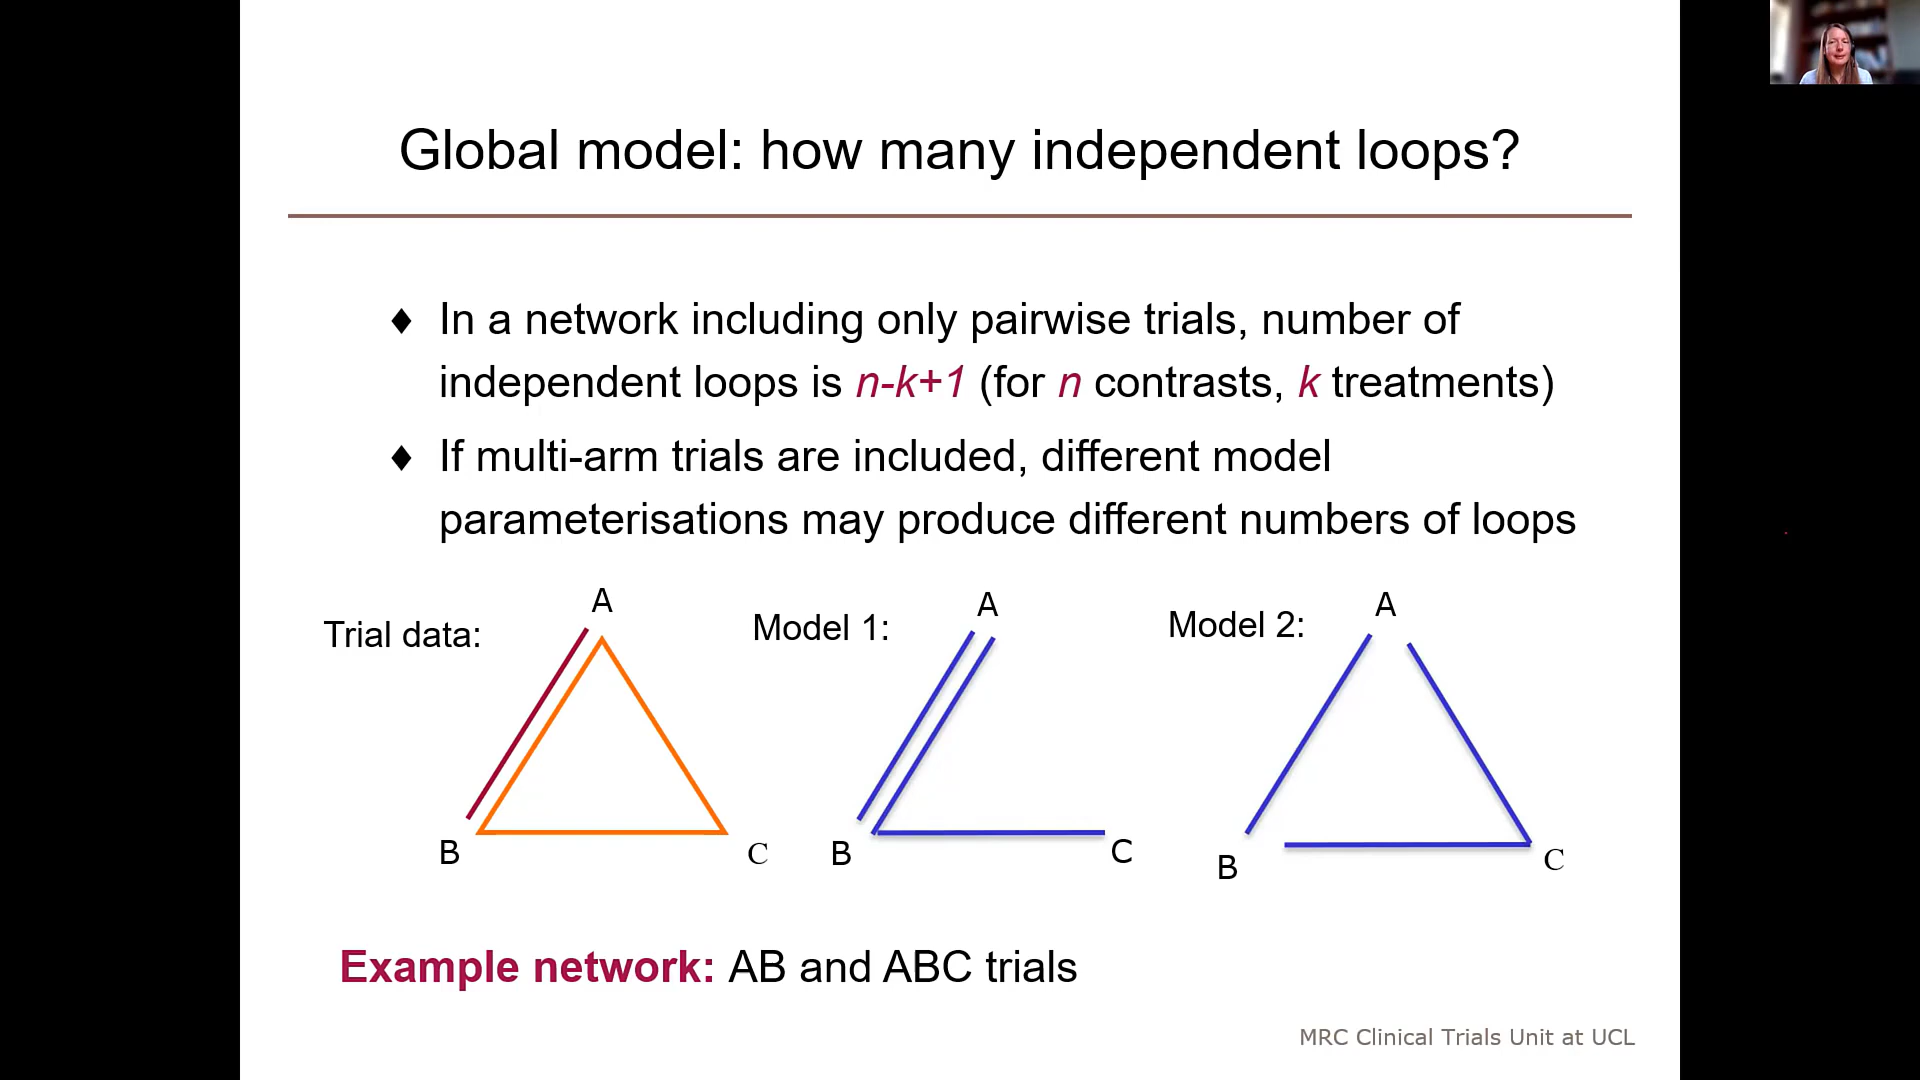 Global model: how many independent loops?
♦ In a network including only pairwise trials, number of
independent loops is n-k+1 (for n contrasts, k treatments)
♦ If multi-arm trials are included, different model
parameterisations may produce different numbers of loops
Trial data:
A
B
C
Model 1:
A
B
C
Model 2:
A
B
C
Example network: AB and ABC trials
MRC Clinical Trials Unit at UCL